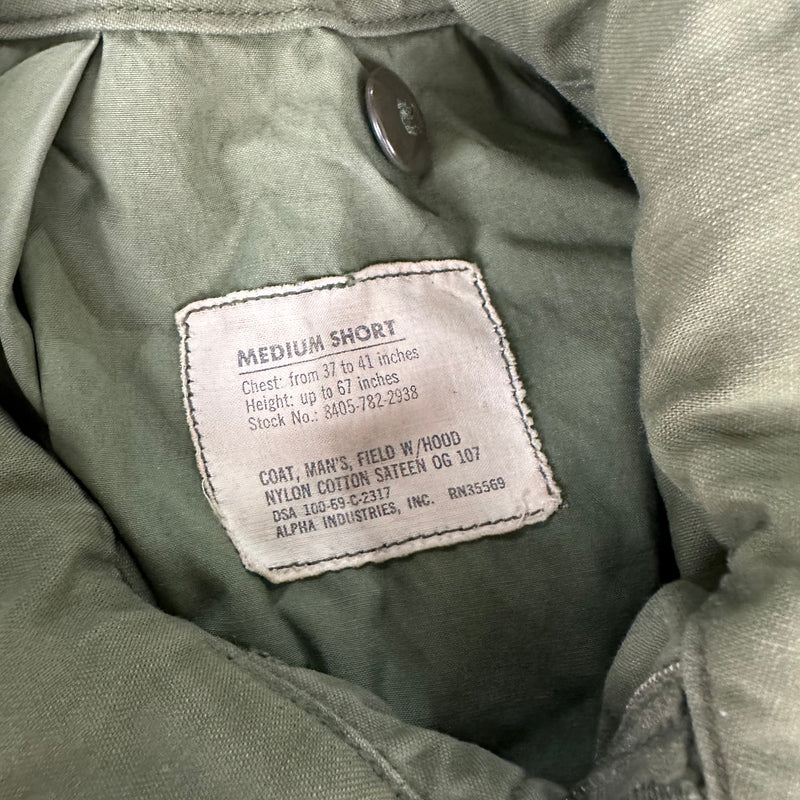 MEDIUM SHORT
Chest: from 37 to 41 inches
Height: up to 67 inches
Stock No.: 8405-782-2938
COAT, MAN'S, FIELD W/HOOD
NYLON COTTON SATEEN OG 107
DSA 100-69-C-2317
ALPHA INDUSTRIES, INC. RN35569